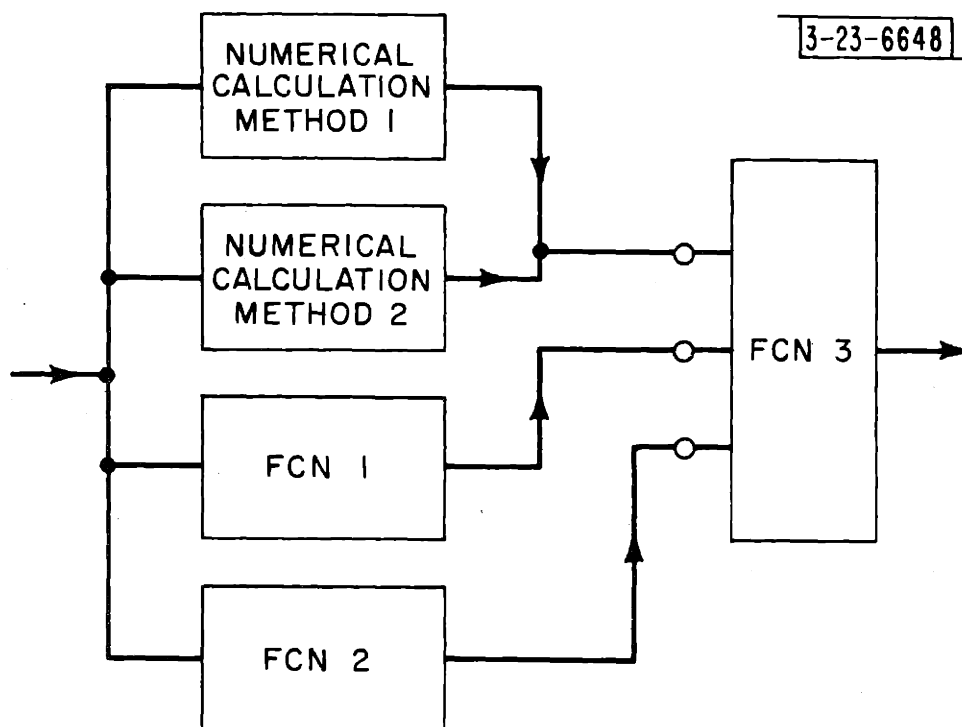 3-23-6648
NUMERICAL
CALCULATION
METHOD 1
NUMERICAL
CALCULATION
METHOD 2
FCN 1
FCN 2
FCN 3